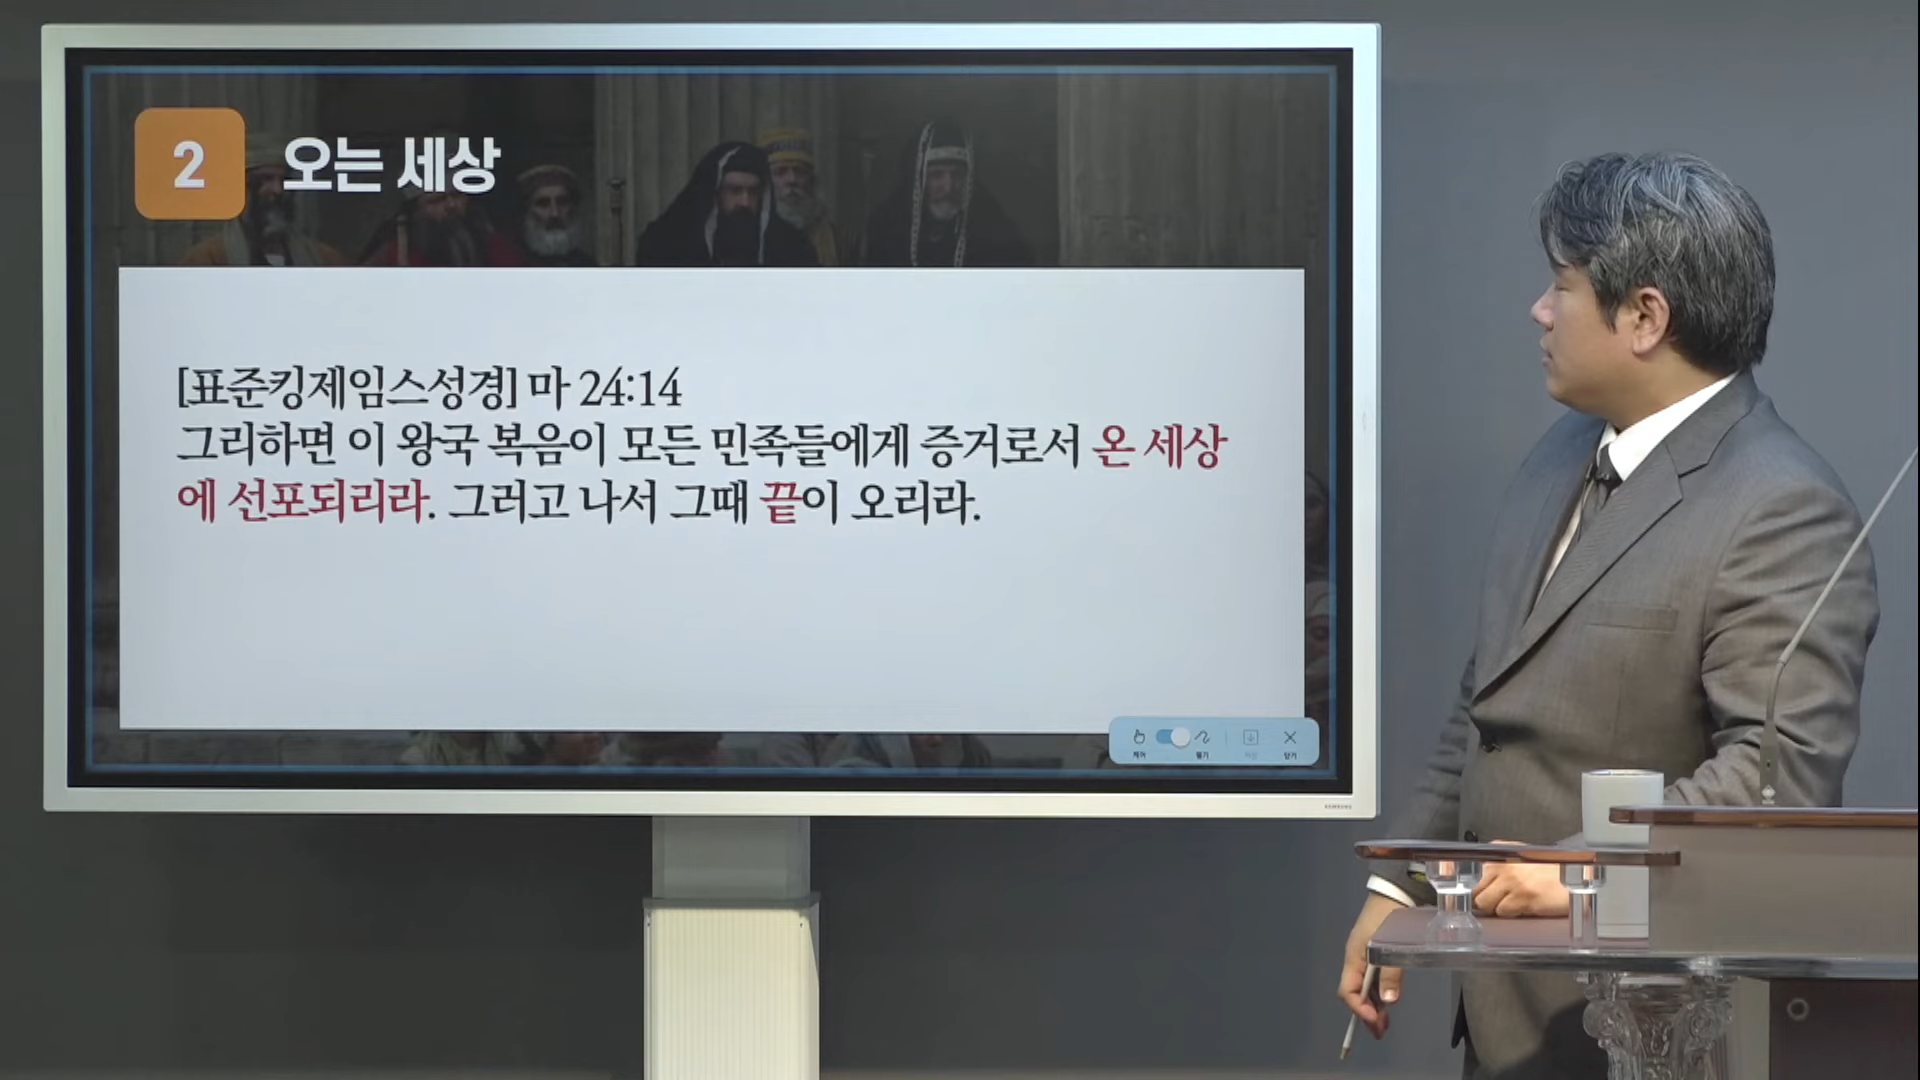 2 오는 세상
[표준킹제임스성경] 마 24:14
그리하면 이 왕국 복음이 모든 민족들에게 증거로서 온 세상
에 선포되리라. 그러고 나서 그때 끝이 오리라.
SAMSUNG